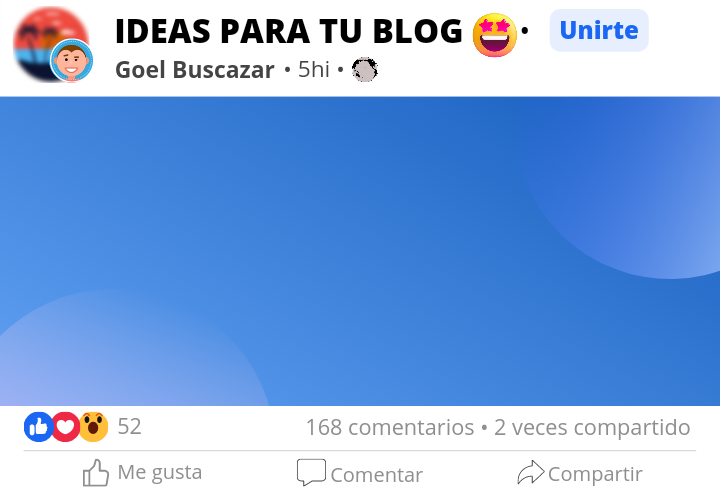 IDEAS PARA TU BLOG 🤩•
Unirte
Goel Buscazar • 5hi •
52
168 comentarios • 2 veces compartido
Me gusta
Comentar
Compartir